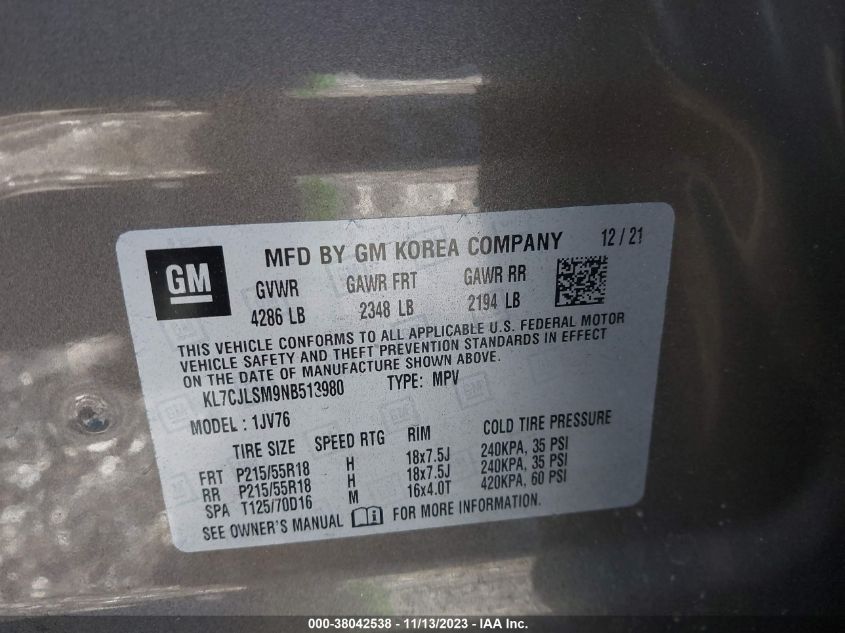 GM
MFD BY GM KOREA COMPANY 12/21
GVWR GAWR FRT GAWR RR
4286 LB 2348 LB 2194 LB
THIS VEHICLE CONFORMS TO ALL APPLICABLE U.S. FEDERAL MOTOR
VEHICLE SAFETY AND THEFT PREVENTION STANDARDS IN EFFECT
ON THE DATE OF MANUFACTURE SHOWN ABOVE.
KL7CJLSM9NB513980 TYPE: MPV
MODEL: 1JV76
TIRE SIZE SPEED RTG RIM COLD TIRE PRESSURE
FRT P215/55R18 H 18x7.5J 240KPA, 35 PSI
RR P215/55R18 H 18x7.5J 240KPA, 35 PSI
SPA T125/70D16 M 16x4.0T 420KPA, 60 PSI
SEE OWNER'S MANUAL FOR MORE INFORMATION.
000-38042538 - 11/13/2023 - IAA Inc.